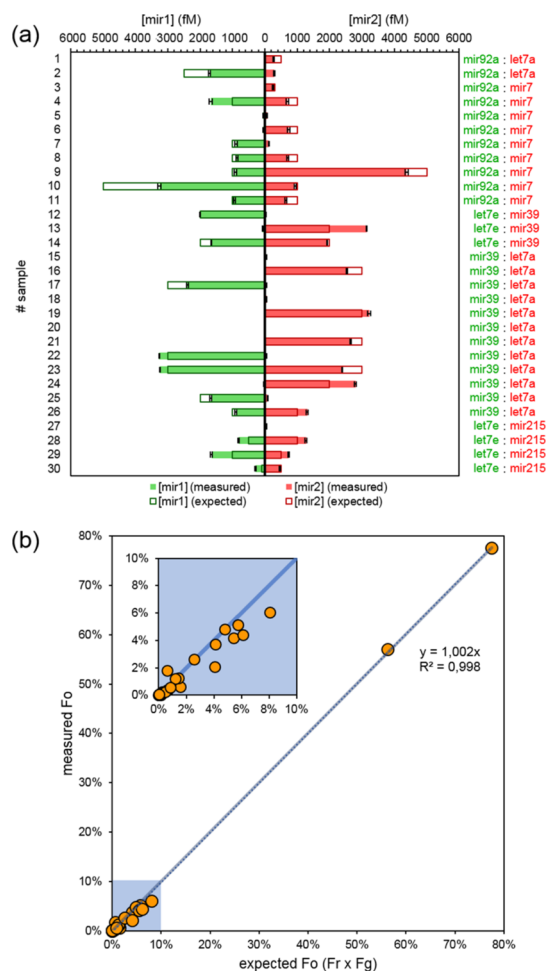 [mir1] (fM) [mir2] (fM)
(a)
6000 5000 4000 3000 2000 1000 0 1000 2000 3000 4000 5000 6000
# sample
1 mir92a : let7a
2 mir92a : let7a
3 mir92a : mir7
4 mir92a : mir7
5 mir92a : mir7
6 mir92a : mir7
7 mir92a : mir7
8 mir92a : mir7
9 mir92a : mir7
10 mir92a : mir7
11 mir92a : mir7
12 let7e : mir39
13 let7e : mir39
14 let7e : mir39
15 mir39 : let7a
16 mir39 : let7a
17 mir39 : let7a
18 mir39 : let7a
19 mir39 : let7a
20 mir39 : let7a
21 mir39 : let7a
22 mir39 : let7a
23 mir39 : let7a
24 mir39 : let7a
25 mir39 : let7a
26 mir39 : let7a
27 let7e : mir215
28 let7e : mir215
29 let7e : mir215
30 let7e : mir215
[mir1] (measured) [mir2] (measured)
[mir1] (expected) [mir2] (expected)
(b)
80%
70%
60%
50%
40%
30%
20%
10%
0%
measured Fo
10%
8%
6%
4%
2%
0%
0% 2% 4% 6% 8% 10%
y = 1,002x
R² = 0,998
0% 10% 20% 30% 40% 50% 60% 70% 80%
expected Fo (Fr x Fg)